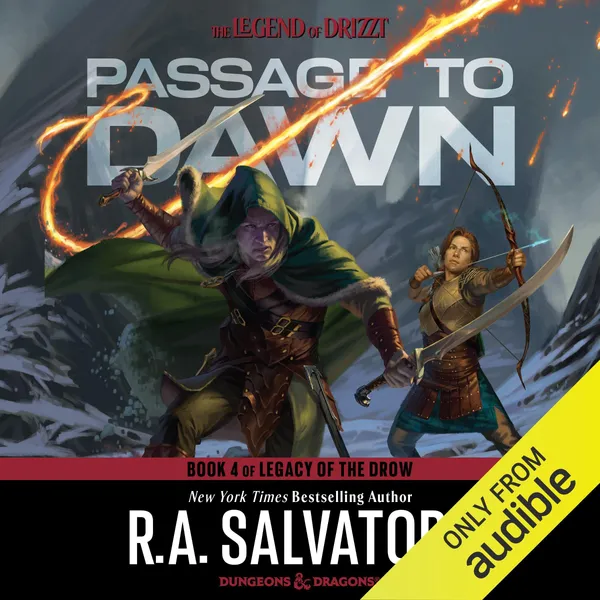 THE LEGEND OF DRIZZT
PASSAGE TO
DAWN
BOOK 4 OF LEGACY OF THE DROW
New York Times Bestselling Author
R.A. SALVATOR
DUNGEONS & DRAGONS
ONLY FROM
audible